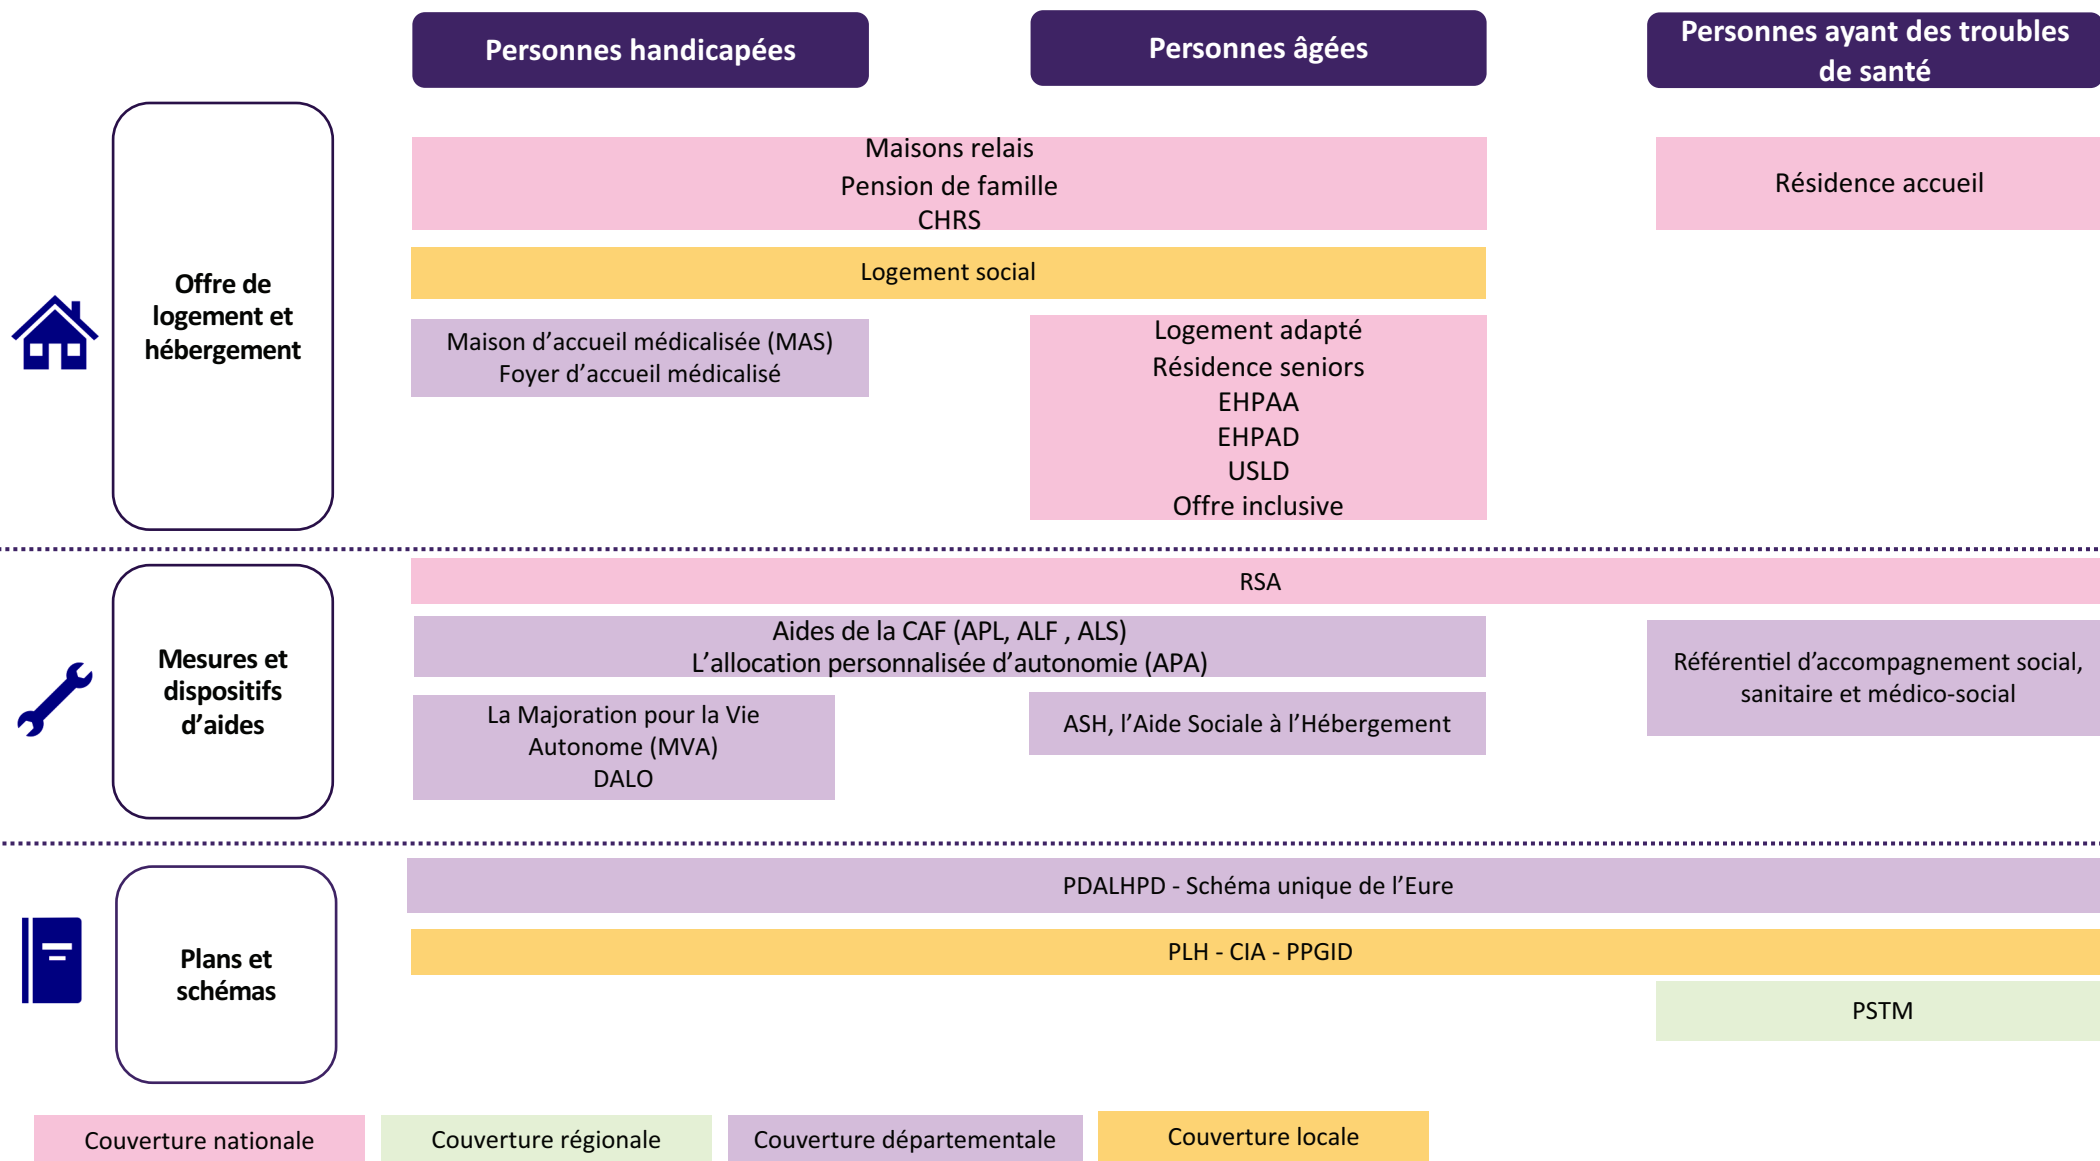 Personnes handicapées
Personnes âgées
Personnes ayant des troubles
de santé
Offre de
logement et
hébergement
Maisons relais
Pension de famille
CHRS
Résidence accueil
Logement social
Maison d'accueil médicalisée (MAS)
Foyer d'accueil médicalisé
Logement adapté
Résidence seniors
EHPAA
EHPAD
USLD
Offre inclusive
Mesures et
dispositifs
d'aides
RSA
Aides de la CAF (APL, ALF , ALS)
L'allocation personnalisée d'autonomie (APA)
Référentiel d'accompagnement social,
sanitaire et médico-social
La Majoration pour la Vie
Autonome (MVA)
DALO
ASH, l'Aide Sociale à l'Hébergement
Plans et
schémas
PDALHPD - Schéma unique de l'Eure
PLH - CIA - PPGID
PSTM
Couverture nationale
Couverture régionale
Couverture départementale
Couverture locale